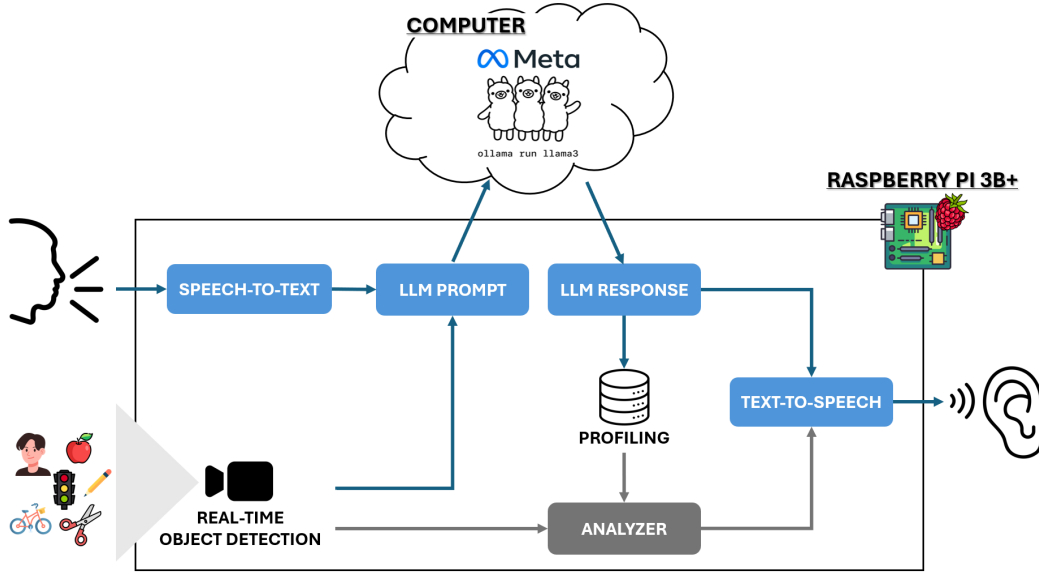 COMPUTER
Meta
ollama run llama3
RASPBERRY PI 3B+
SPEECH-TO-TEXT
LLM PROMPT
LLM RESPONSE
TEXT-TO-SPEECH
PROFILING
REAL-TIME
OBJECT DETECTION
ANALYZER